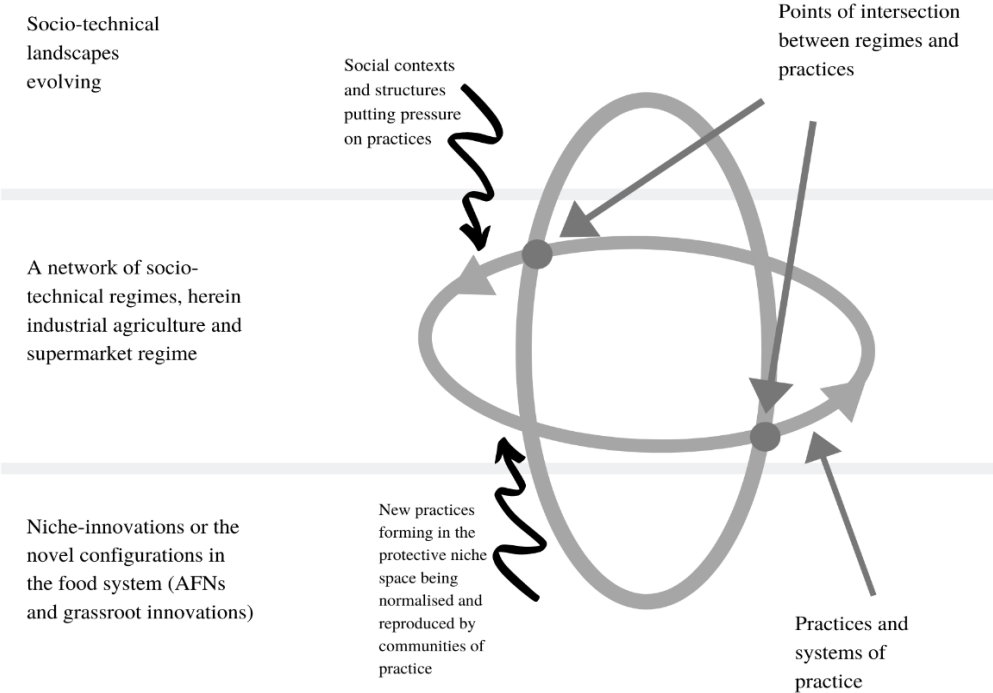 Socio-technical
landscapes
evolving
Social contexts
and structures
putting pressure
on practices
Points of intersection
between regimes and
practices
A network of socio-
technical regimes, herein
industrial agriculture and
supermarket regime
Niche-innovations or the
novel configurations in
the food system (AFNs
and grassroot innovations)
New practices
forming in the
protective niche
space being
normalised and
reproduced by
communities of
practice
Practices and
systems of
practice